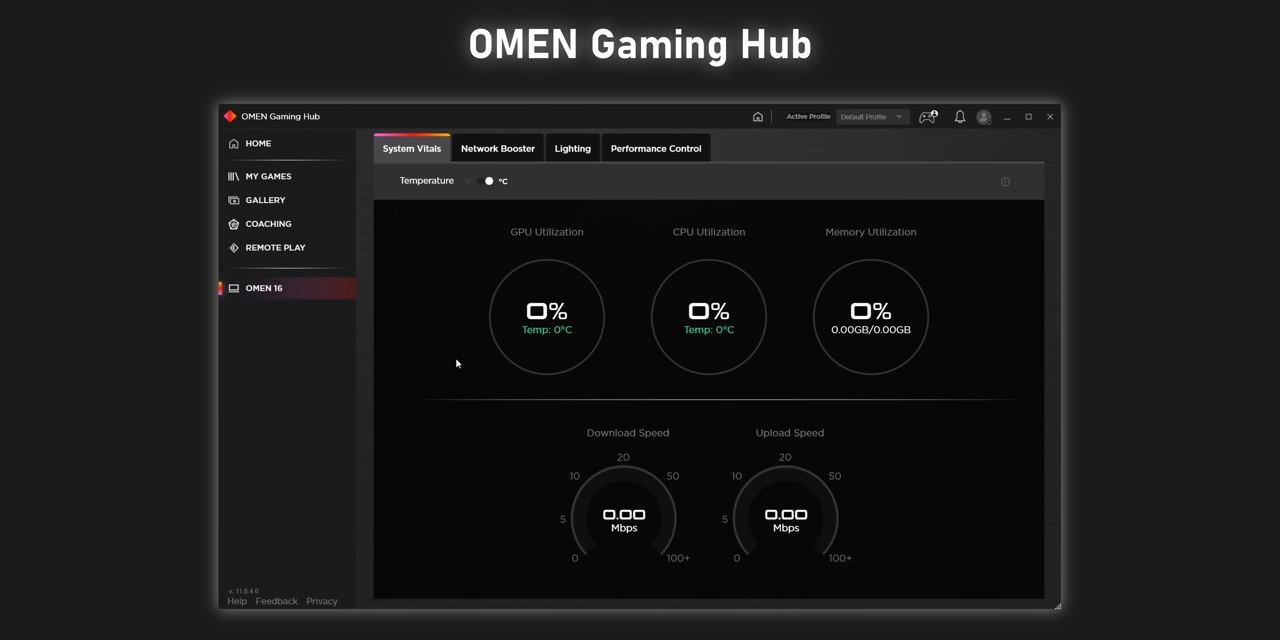 OMEN Gaming Hub
OMEN Gaming Hub
Active Profile
Default Profile
HOME
MY GAMES
GALLERY
COACHING
REMOTE PLAY
OMEN 16
System Vitals
Network Booster
Lighting
Performance Control
Temperature
°C
GPU Utilization
CPU Utilization
Memory Utilization
0%
Temp: 0°C
0%
Temp: 0°C
0%
0.00GB/0.00GB
Download Speed
0
5
10
20
50
100+
0.00
Mbps
Upload Speed
0
5
10
20
50
100+
0.00
Mbps
v. 11.8.4.0
Help Feedback Privacy